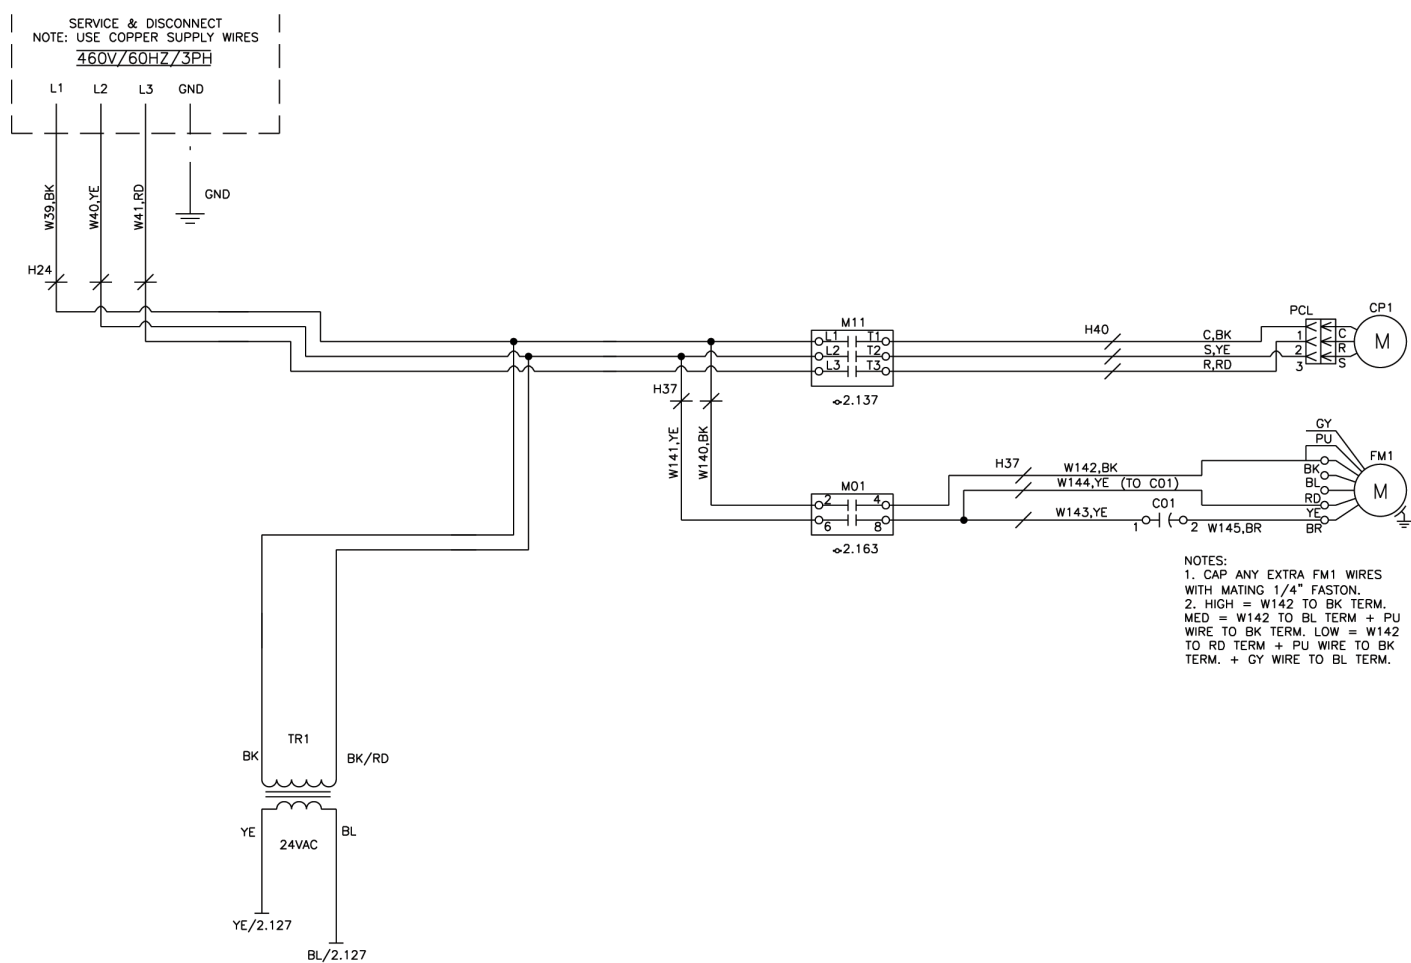 SERVICE & DISCONNECT
NOTE: USE COPPER SUPPLY WIRES
460V/60HZ/3PH
L1 L2 L3 GND
W39,BK
W40,YE
W41,RD
GND
H24
M11
L1 T1
L2 T2
L3 T3
2.137
H40
C,BK
S,YE
R,RD
PCL
1
2
3
C
R
S
CP1
M
H37
W141,YE
W140,BK
M01
2 4
6 8
2.163
H37
W142,BK
W144,YE (TO C01)
W143,YE
C01
1 2
W145,BR
GY
PU
BK
BL
RD
YE
BR
FM1
M
NOTES:
1. CAP ANY EXTRA FM1 WIRES
WITH MATING 1/4" FASTON.
2. HIGH = W142 TO BK TERM.
MED = W142 TO BL TERM + PU
WIRE TO BK TERM. LOW = W142
TO RD TERM + PU WIRE TO BK
TERM. + GY WIRE TO BL TERM.
TR1
BK
BK/RD
YE
BL
24VAC
YE/2.127
BL/2.127